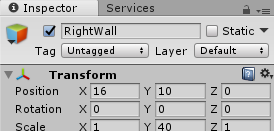 Inspector Services
RightWall Static
Tag Untagged Layer Default
Transform
Position X 16 Y 10 Z 0
Rotation X 0 Y 0 Z 0
Scale X 1 Y 40 Z 1